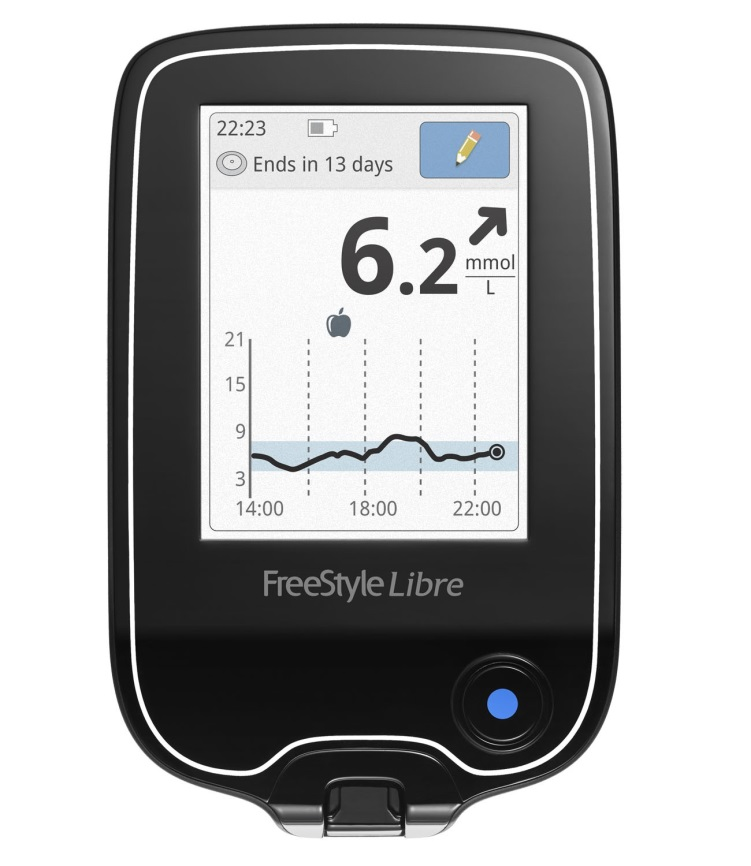 22:23
Ends in 13 days
6.2 mmol
L
21
15
9
3
14:00 18:00 22:00
FreeStyle Libre